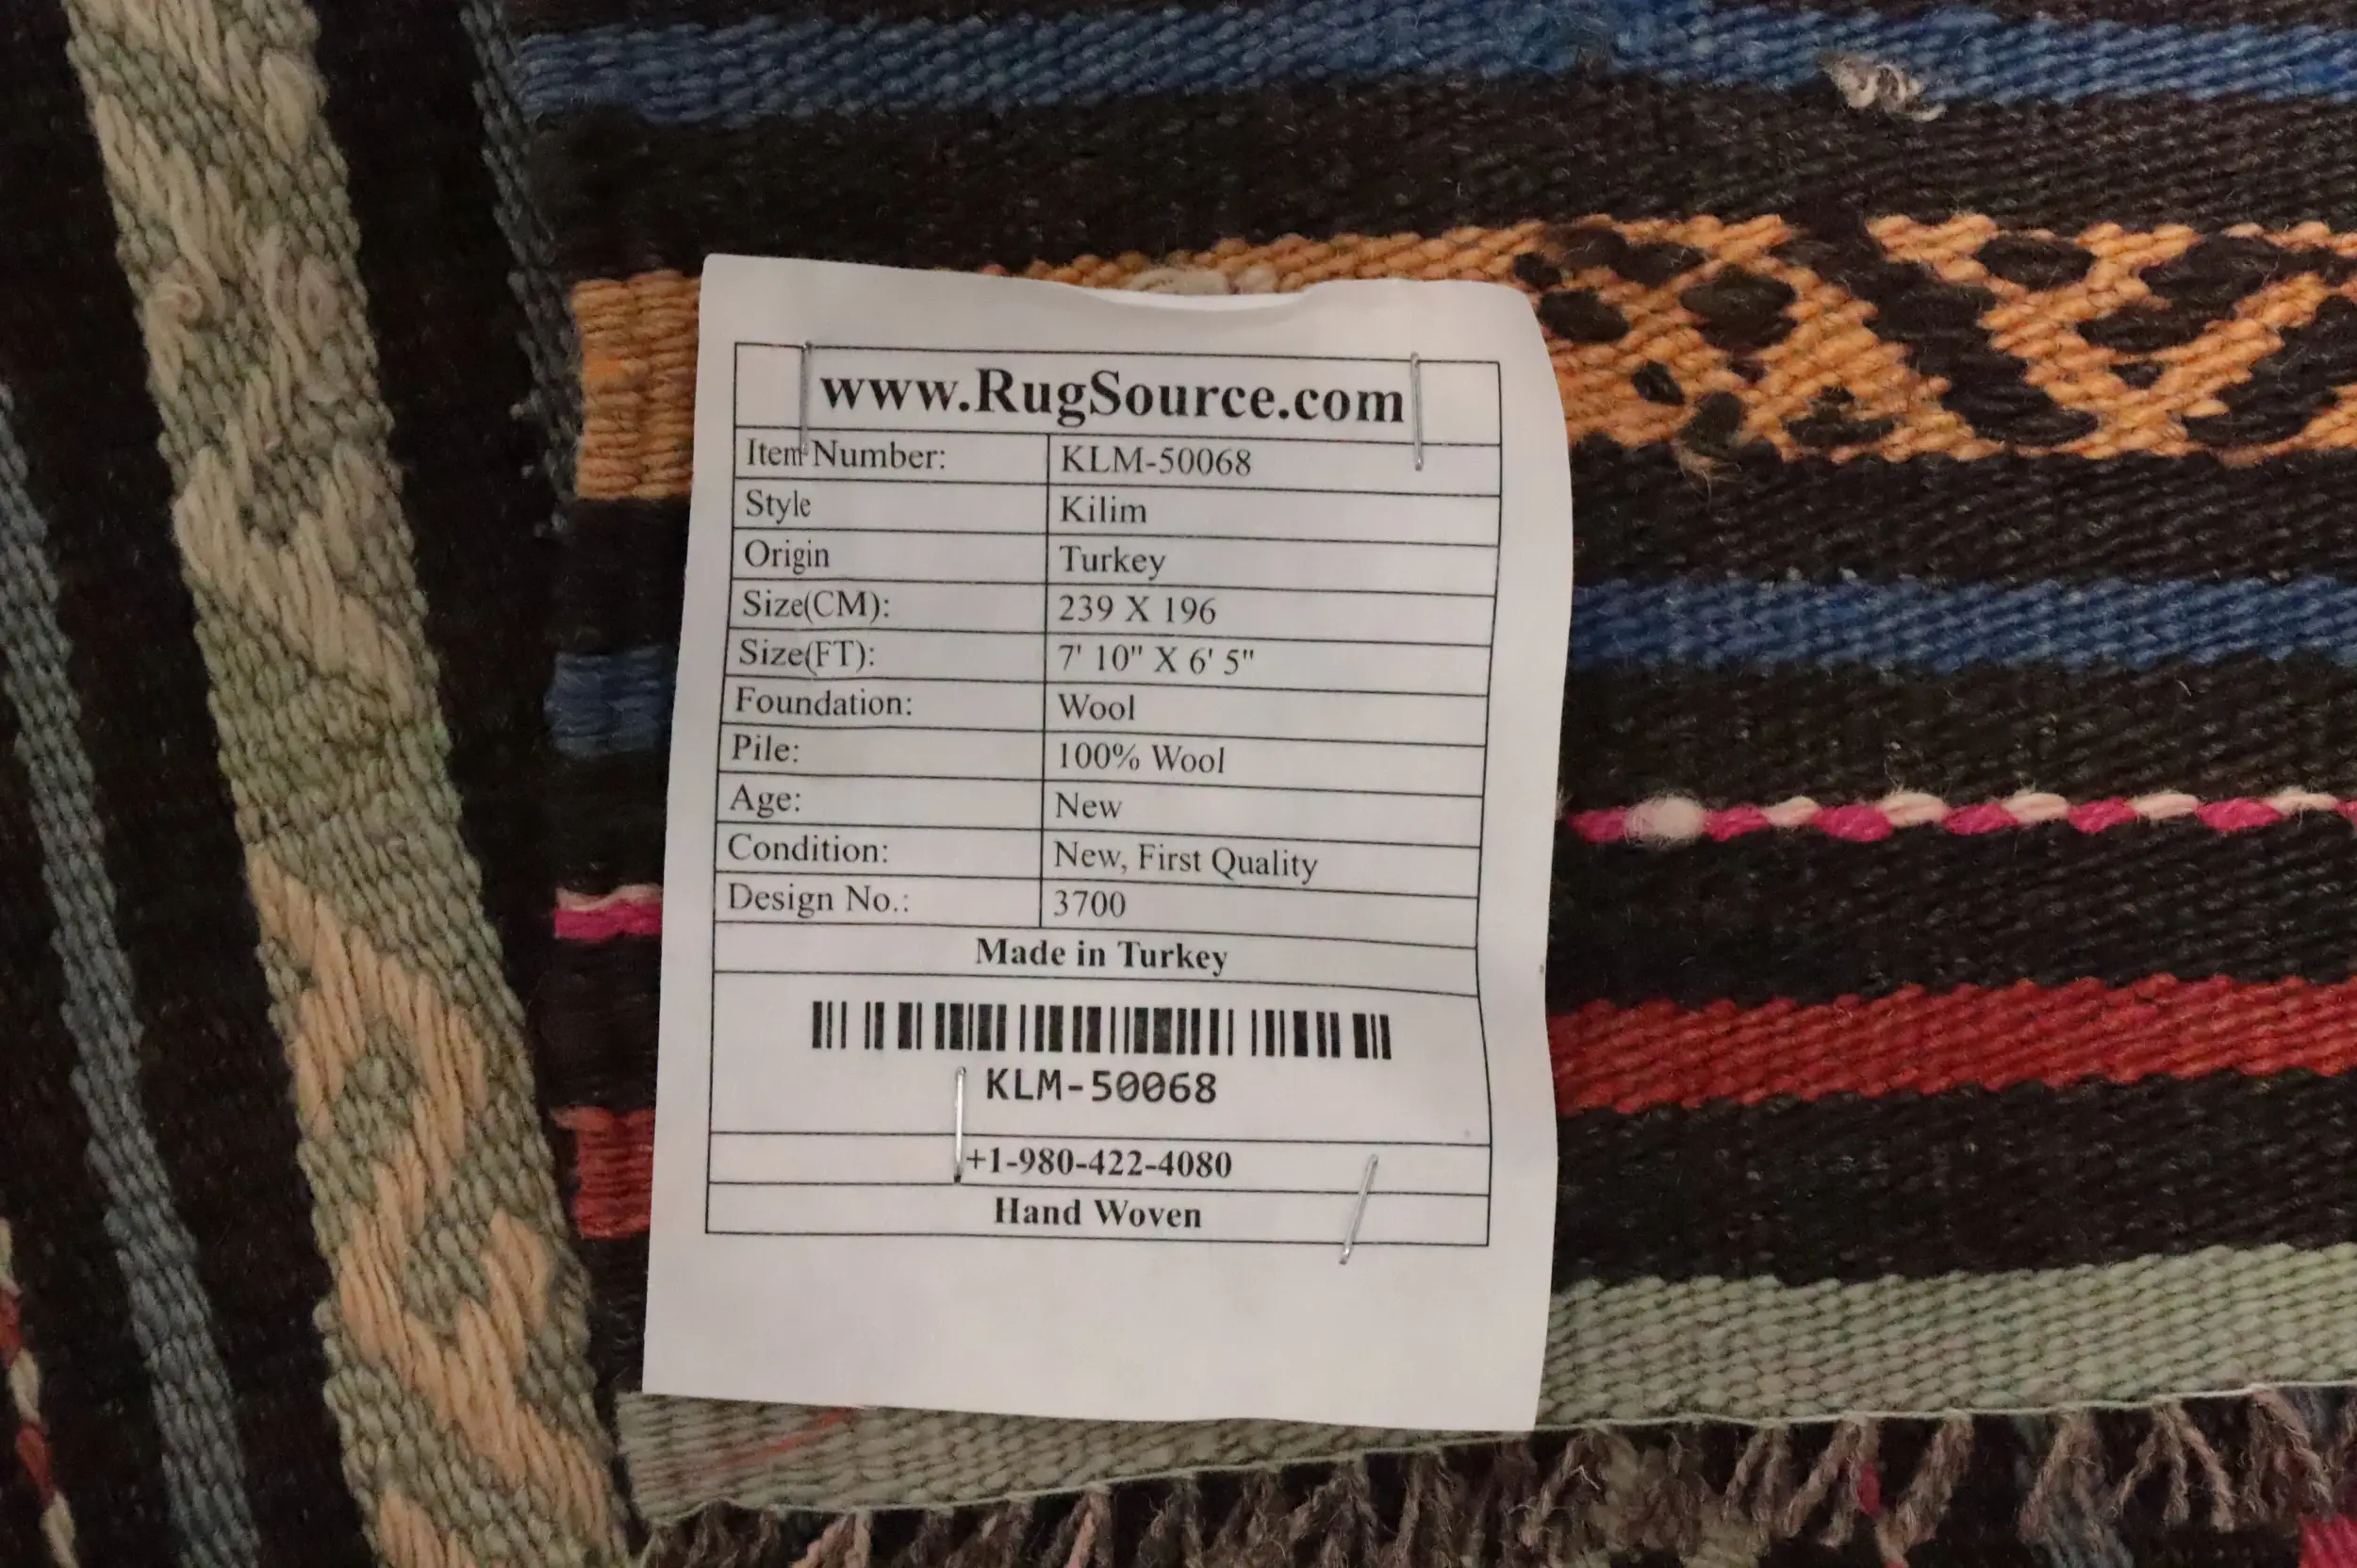 www.RugSource.com
Item Number: KLM-50068
Style Kilim
Origin Turkey
Size(CM): 239 X 196
Size(FT): 7' 10" X 6' 5"
Foundation: Wool
Pile: 100% Wool
Age: New
Condition: New, First Quality
Design No.: 3700
Made in Turkey
KLM-50068
+1-980-422-4080
Hand Woven